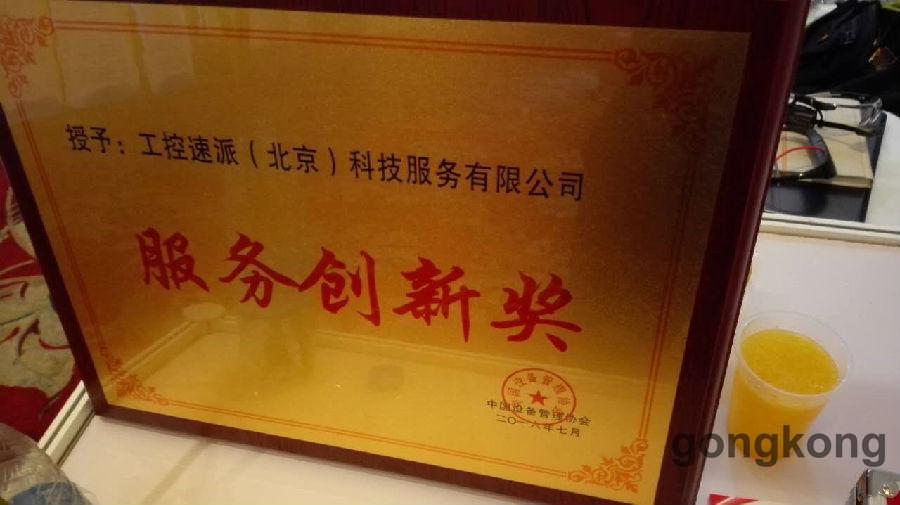 授予：工控速派（北京）科技服务有限公司
服务创新奖
中国设备管理协会
二〇一八年七月
gongkong